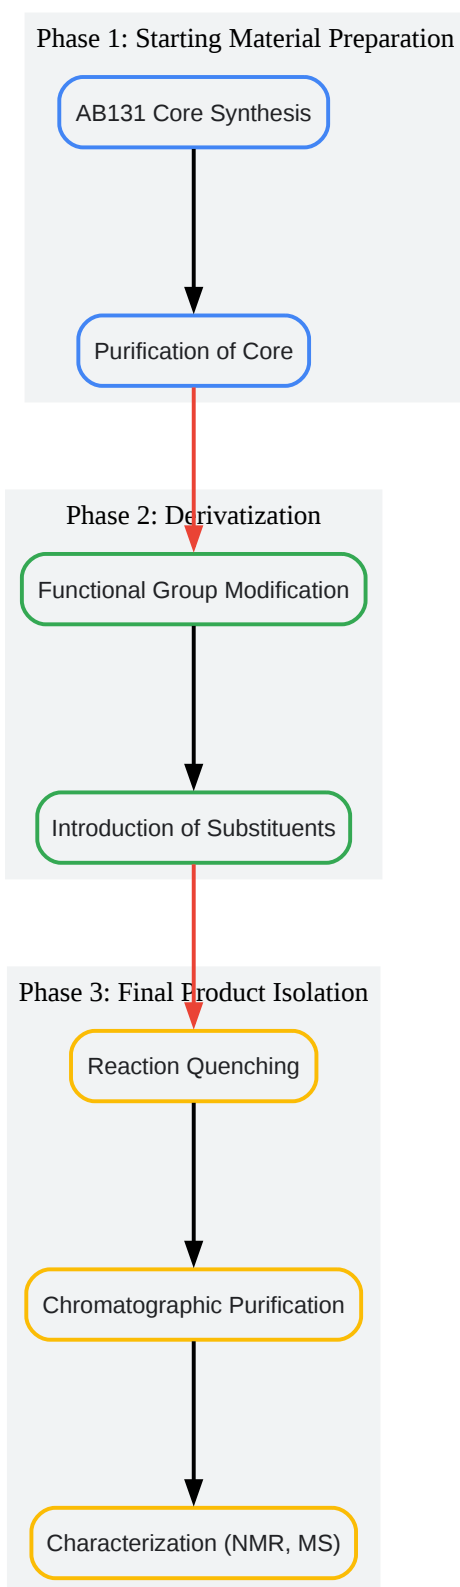 Phase 1: Starting Material Preparation
AB131 Core Synthesis
Purification of Core
Phase 2: Derivatization
Functional Group Modification
Introduction of Substituents
Phase 3: Final Product Isolation
Reaction Quenching
Chromatographic Purification
Characterization (NMR, MS)